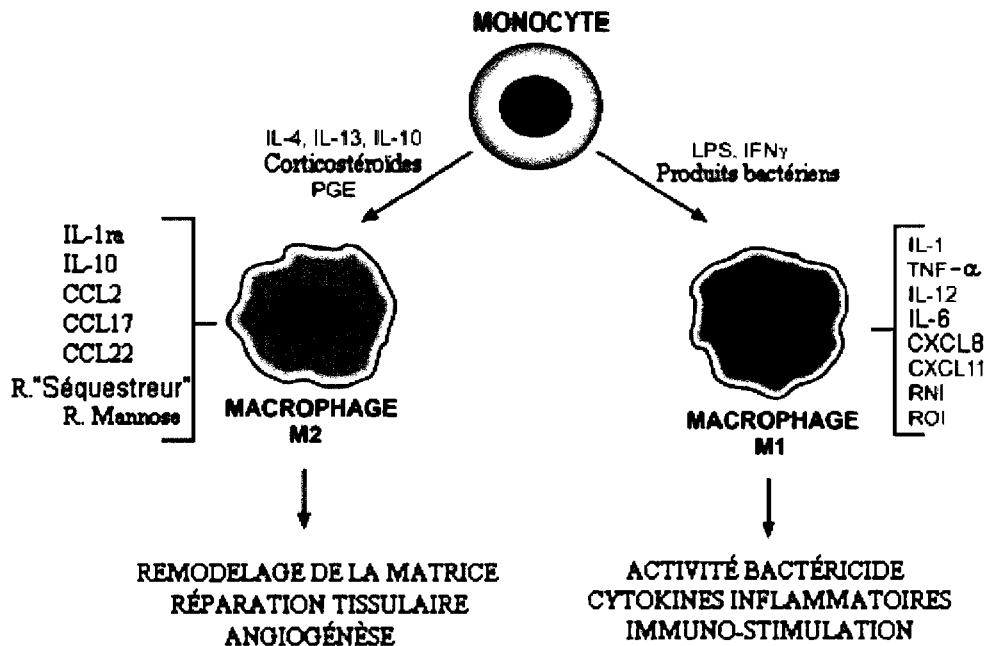 MONOCYTE
IL-4, IL-13, IL-10
Corticostéroïdes
PGE
LPS, IFNγ
Produits bactériens
IL-1ra
IL-10
CCL2
CCL17
CCL22
R."Séquestreur"
R. Mannose
MACROPHAGE
M2
IL-1
TNF-α
IL-12
IL-6
CXCL8
CXCL11
RNI
ROI
MACROPHAGE
M1
REMODELAGE DE LA MATRICE
RÉPARATION TISSULAIRE
ANGIOGÉNÈSE
ACTIVITÉ BACTÉRICIDE
CYTOKINES INFLAMMATOIRES
IMMUNO-STIMULATION